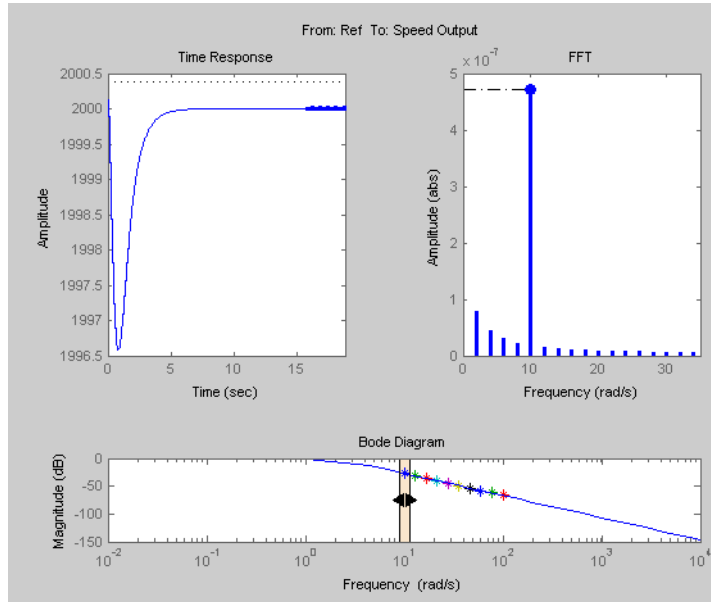 From: Ref To: Speed Output
Time Response
2000.5
2000
1999.5
1999
1998.5
1998
1997.5
1997
1996.5
Amplitude
0 5 10 15
Time (sec)
FFT
× 10^-7
5
4
3
2
1
0
Amplitude (abs)
0 10 20 30
Frequency (rad/s)
Bode Diagram
0
-50
-100
-150
Magnitude (dB)
10^-2 10^-1 10^0 10^1 10^2 10^3 10^4
Frequency (rad/s)